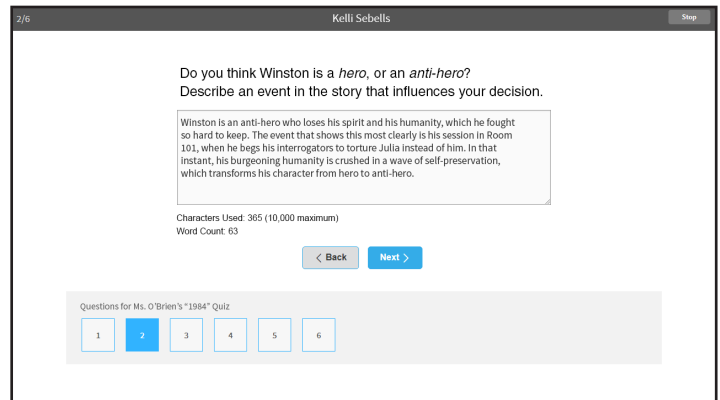 2/6
Kelli Sebells
Stop
Do you think Winston is a hero, or an anti-hero?
Describe an event in the story that influences your decision.
Winston is an anti-hero who loses his spirit and his humanity, which he fought
so hard to keep. The event that shows this most clearly is his session in Room
101, when he begs his interrogators to torture Julia instead of him. In that
instant, his burgeoning humanity is crushed in a wave of self-preservation,
which transforms his character from hero to anti-hero.
Characters Used: 365 (10,000 maximum)
Word Count: 63
Back
Next
Questions for Ms. O'Brien's "1984" Quiz
1 2 3 4 5 6